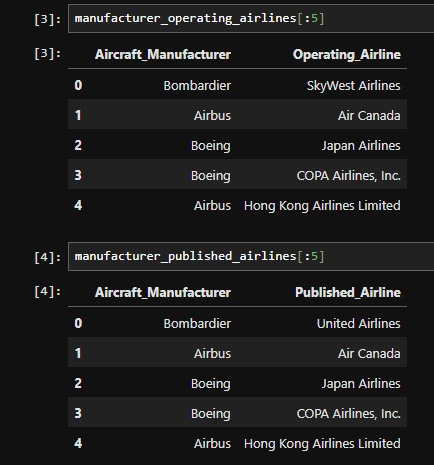 [3]: manufacturer_operating_airlines[:5]
[3]: Aircraft_Manufacturer Operating_Airline
0 Bombardier SkyWest Airlines
1 Airbus Air Canada
2 Boeing Japan Airlines
3 Boeing COPA Airlines, Inc.
4 Airbus Hong Kong Airlines Limited
[4]: manufacturer_published_airlines[:5]
[4]: Aircraft_Manufacturer Published_Airline
0 Bombardier United Airlines
1 Airbus Air Canada
2 Boeing Japan Airlines
3 Boeing COPA Airlines, Inc.
4 Airbus Hong Kong Airlines Limited